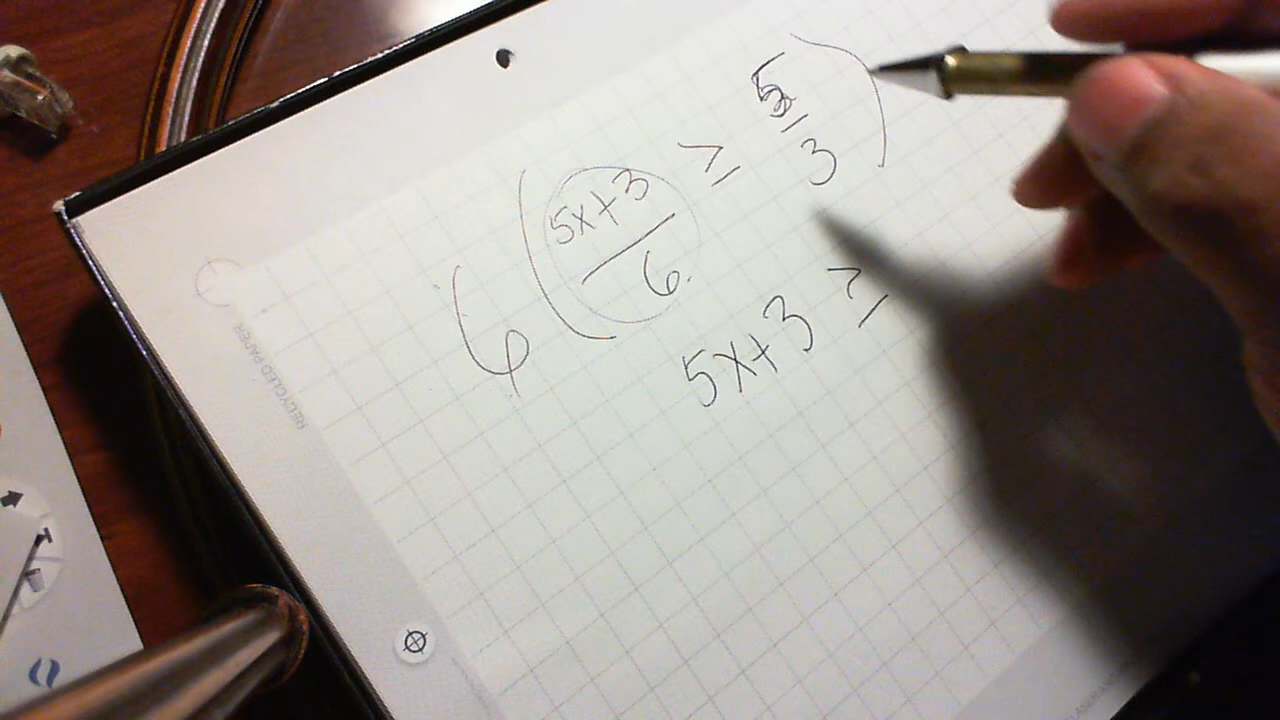 6 ( (5x+3)/6 ≥ 5/3 )
5x+3 ≥
RECYCLED PAPER